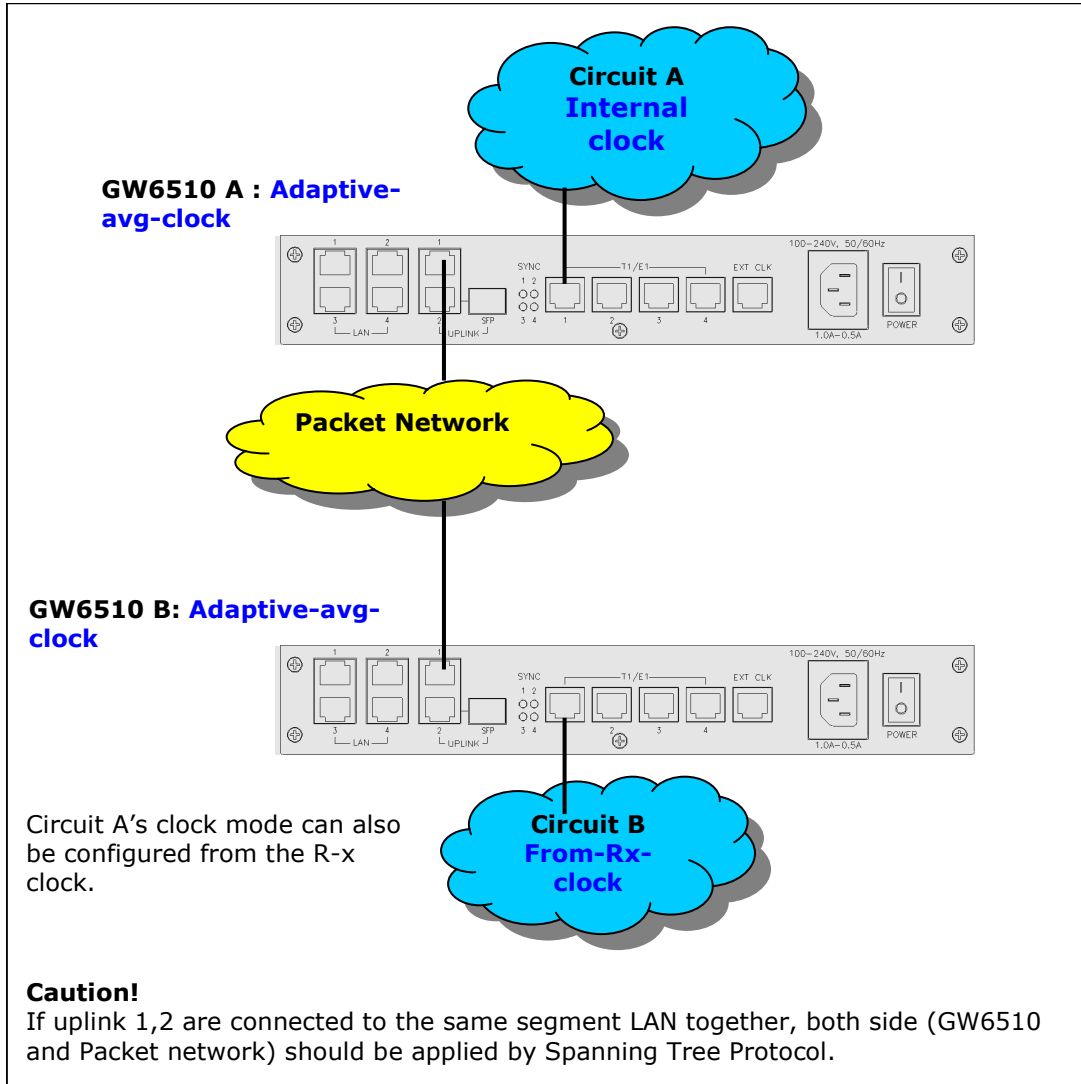 Circuit A
Internal
clock
GW6510 A : Adaptive-
avg-clock
1 2 1
3 4 2 SFP
LAN UPLINK
SYNC
1 2
3 4
T1/E1
1 2 3 4
EXT CLK
100-240V, 50/60Hz
1.0A-0.5A
POWER
Packet Network
GW6510 B: Adaptive-avg-
clock
1 2 1
3 4 2 SFP
LAN UPLINK
SYNC
1 2
3 4
T1/E1
2 3 4
EXT CLK
100-240V, 50/60Hz
1.0A-0.5A
POWER
Circuit A’s clock mode can also
be configured from the R-x
clock.
Circuit B
From-Rx-
clock
Caution!
If uplink 1,2 are connected to the same segment LAN together, both side (GW6510
and Packet network) should be applied by Spanning Tree Protocol.